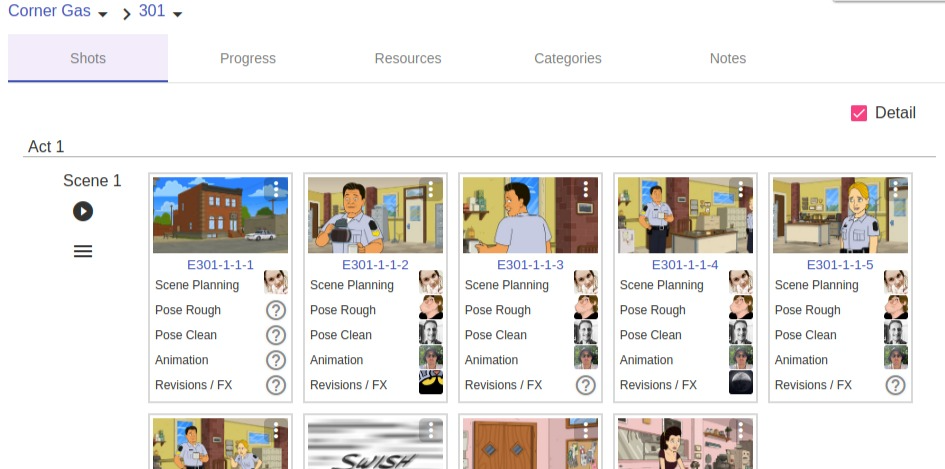 Corner Gas > 301
Shots Progress Resources Categories Notes
Detail
Act 1
Scene 1
E301-1-1-1 E301-1-1-2 E301-1-1-3 E301-1-1-4 E301-1-1-5
Scene Planning Scene Planning Scene Planning Scene Planning Scene Planning
Pose Rough ? Pose Rough Pose Rough Pose Rough Pose Rough
Pose Clean ? Pose Clean Pose Clean Pose Clean Pose Clean
Animation ? Animation Animation Animation Animation
Revisions / FX ? Revisions / FX Revisions / FX ? Revisions / FX Revisions / FX ?
SWISH